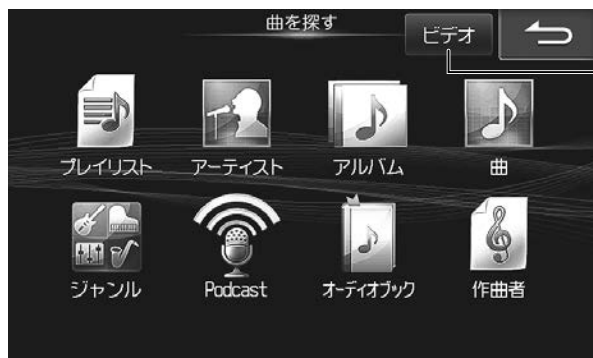 曲を探す
ビデオ
プレイリスト
アーティスト
アルバム
曲
ジャンル
Podcast
オーディオブック
作曲者